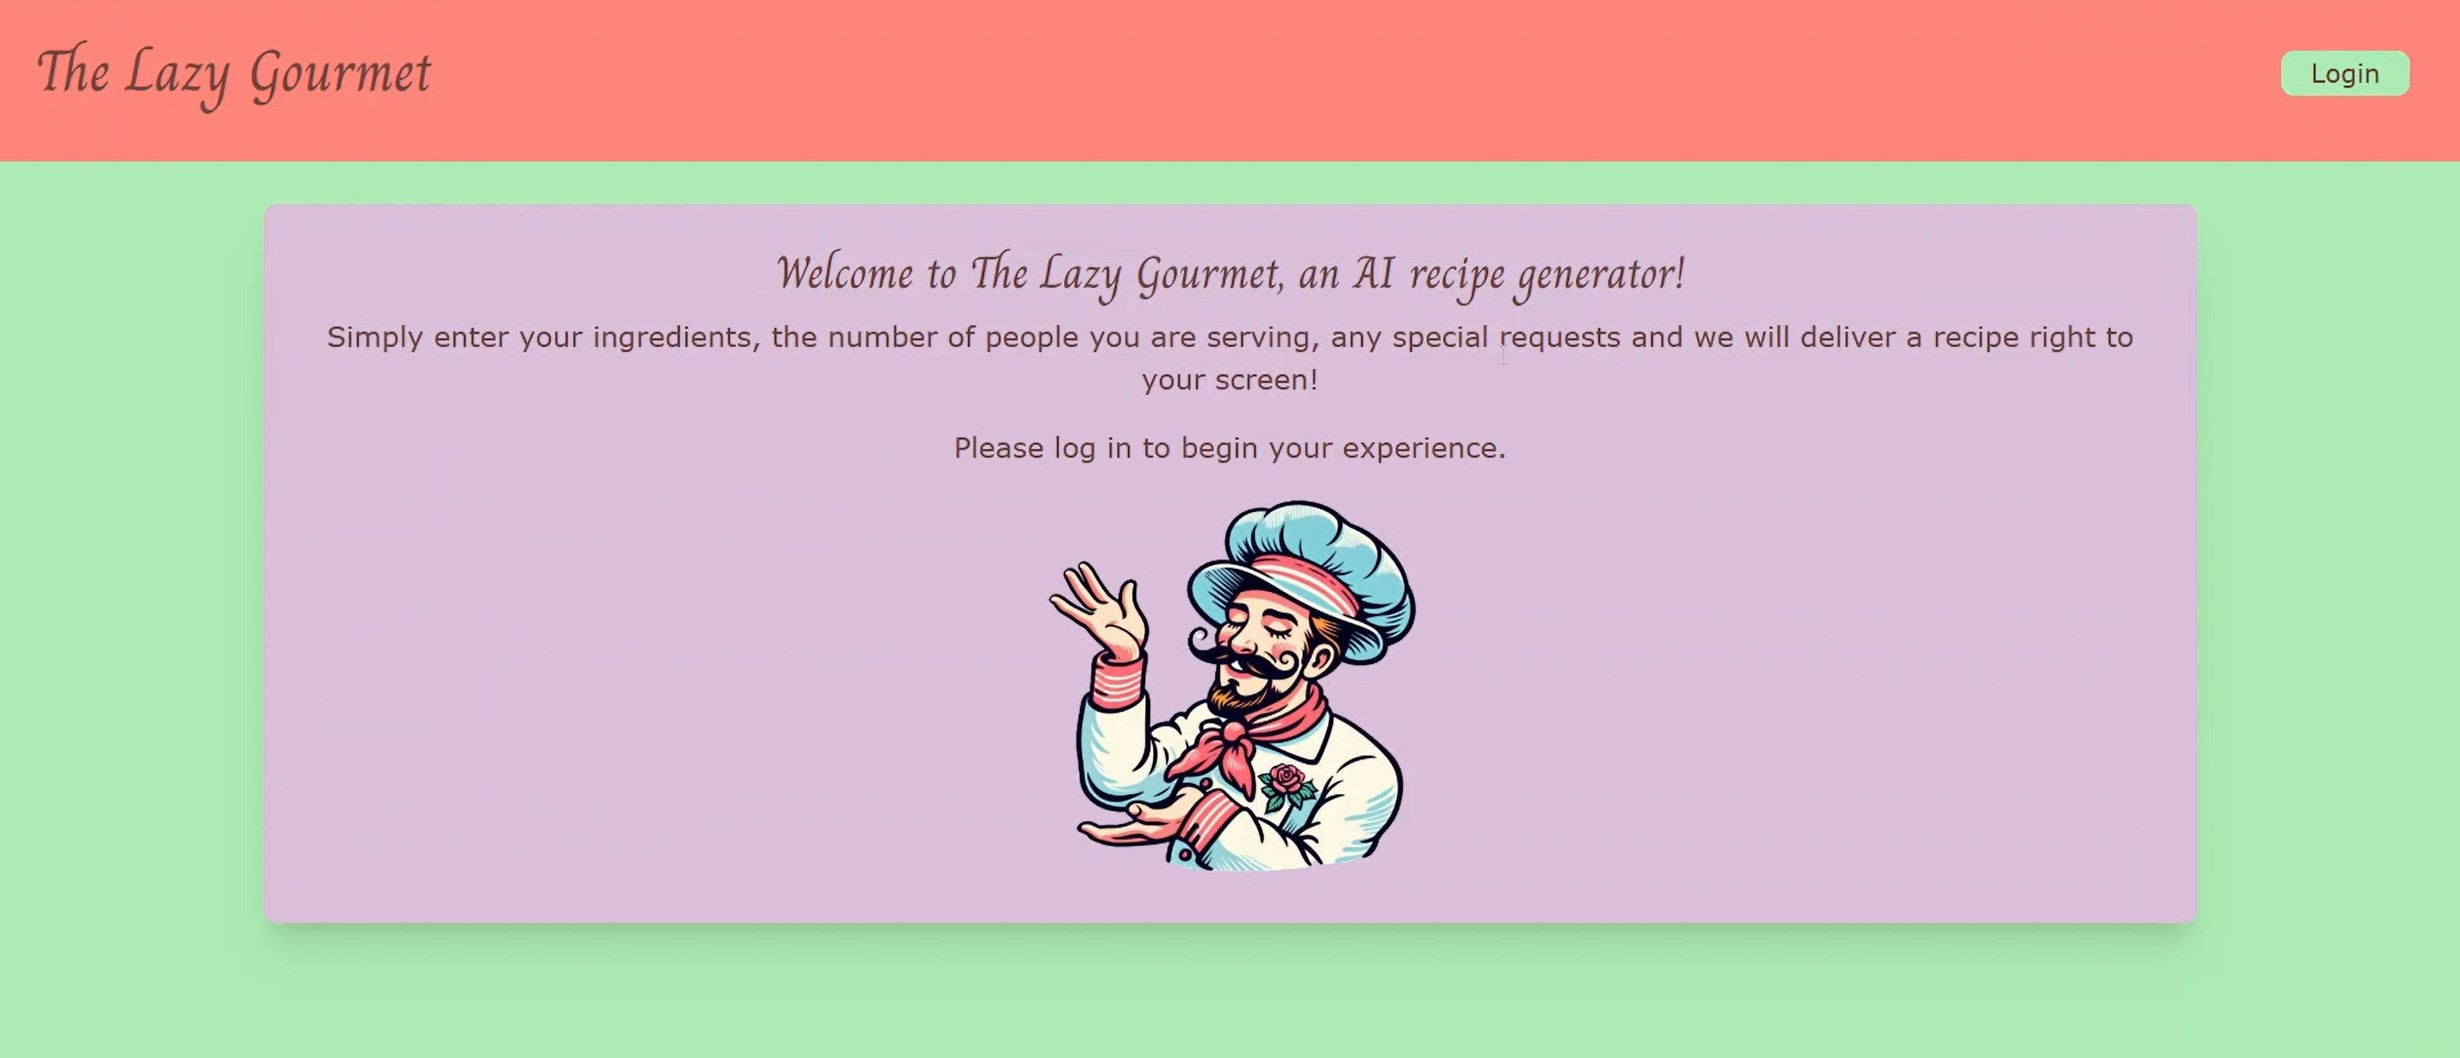 The Lazy Gourmet
Login
Welcome to The Lazy Gourmet, an AI recipe generator!
Simply enter your ingredients, the number of people you are serving, any special requests and we will deliver a recipe right to
your screen!
Please log in to begin your experience.